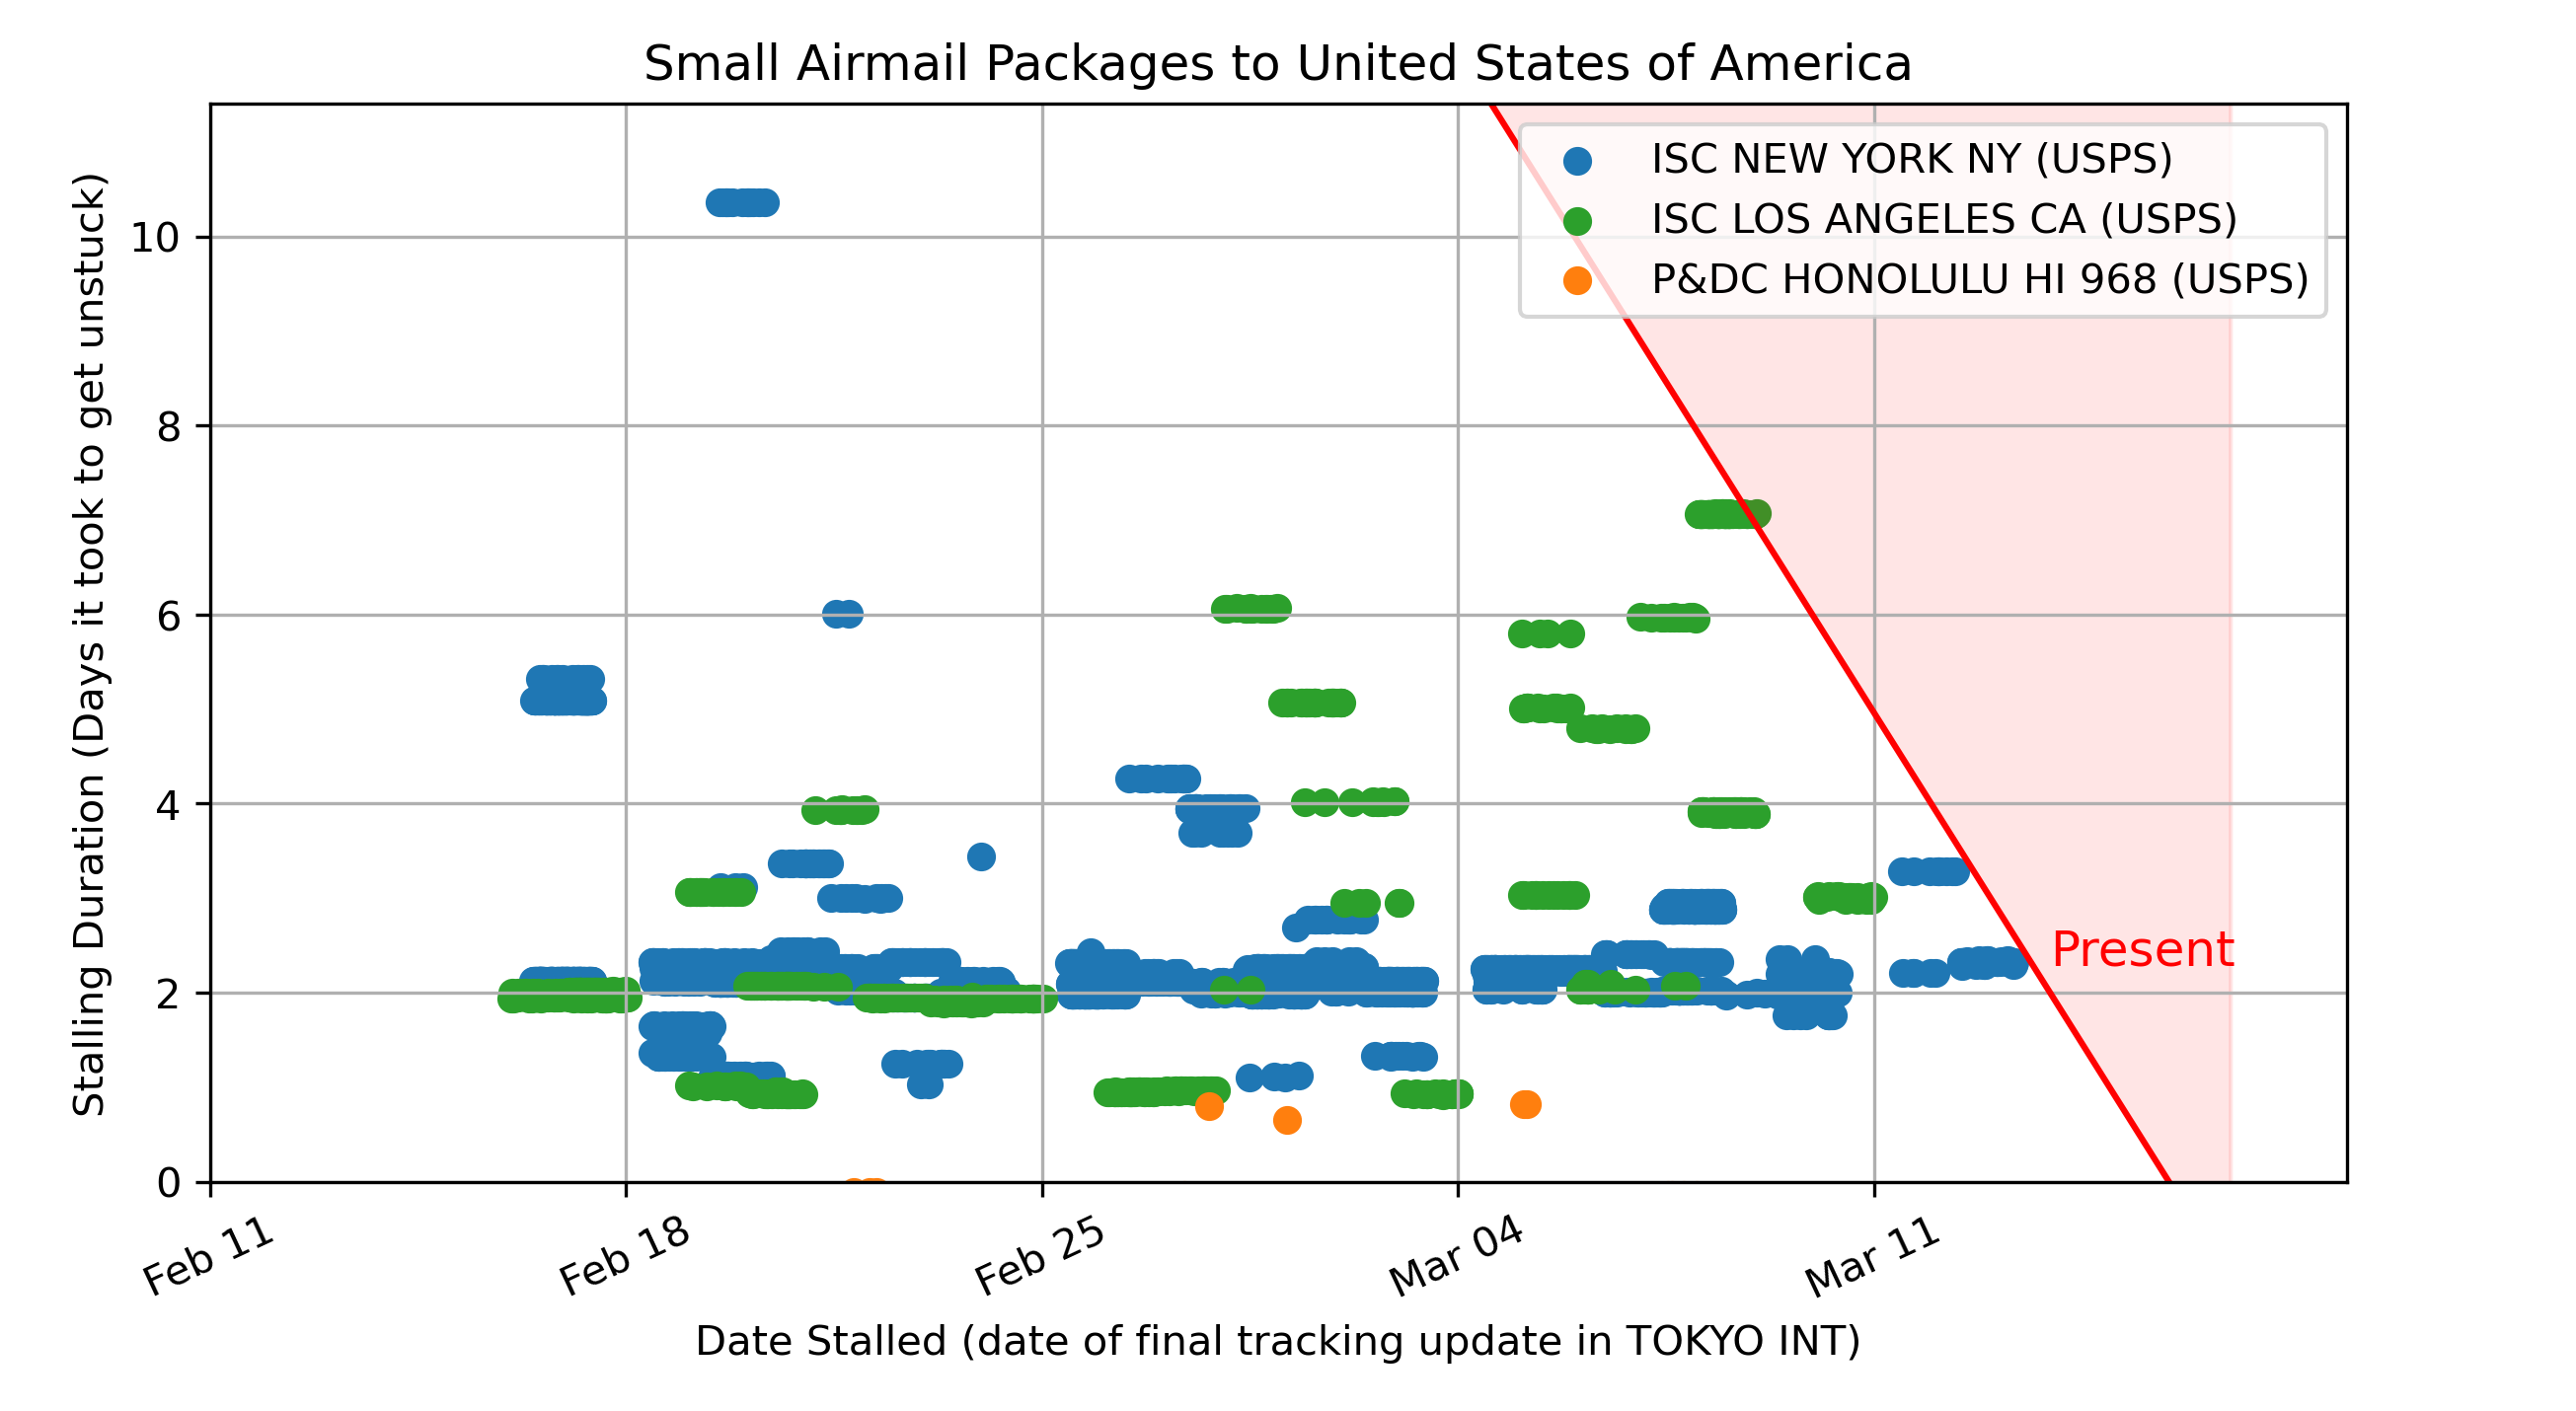 Small Airmail Packages to United States of America
Stalling Duration (Days it took to get unstuck)
10
8
6
4
2
0
ISC NEW YORK NY (USPS)
ISC LOS ANGELES CA (USPS)
P&DC HONOLULU HI 968 (USPS)
Present
Feb 11
Feb 18
Feb 25
Mar 04
Mar 11
Date Stalled (date of final tracking update in TOKYO INT)